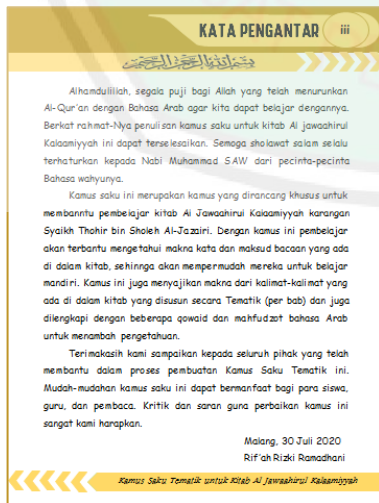 KATA PENGANTAR iii
Alhamdulillah, segala puji bagi Allah yang telah menurunkan
Al-Qur'an dengan Bahasa Arab agar kita dapat belajar dengannya.
Berkat rahmat-Nya penulisan kamus saku untuk kitab Al jawaahirul
Kalaamiyyah ini dapat terselesaikan. Semoga sholawat salam selalu
terhaturkan kepada Nabi Muhammad SAW dari pecinta-pecinta
Bahasa wahyunya.
Kamus saku ini merupakan kamus yang dirancang khusus untuk
membanntu pembelajar kitab Al Jawaahirul Kalaamiyyah karangan
Syaikh Thohir bin Sholeh Al-Jazairi. Dengan kamus ini pembelajar
akan terbantu mengetahui makna kata dan maksud bacaan yang ada
di dalam kitab, sehinnga akan mempermudah mereka untuk belajar
mandiri. Kamus ini juga menyajikan makna dari kalimat-kalimat yang
ada di dalam kitab yang disusun secara Tematik (per bab) dan juga
dilengkapi dengan beberapa qowaid dan mahfudzot bahasa Arab
untuk menambah pengetahuan.
Terimakasih kami sampaikan kepada seluruh pihak yang telah
membantu dalam proses pembuatan Kamus Saku Tematik ini.
Mudah-mudahan kamus saku ini dapat bermanfaat bagi para siswa,
guru, dan pembaca. Kritik dan saran guna perbaikan kamus ini
sangat kami harapkan.
Malang, 30 Juli 2020
Rif'ah Rizki Ramadhani
Kamus Saku Tematik untuk Kitab Al Jawaahirul Kalaamiyyah